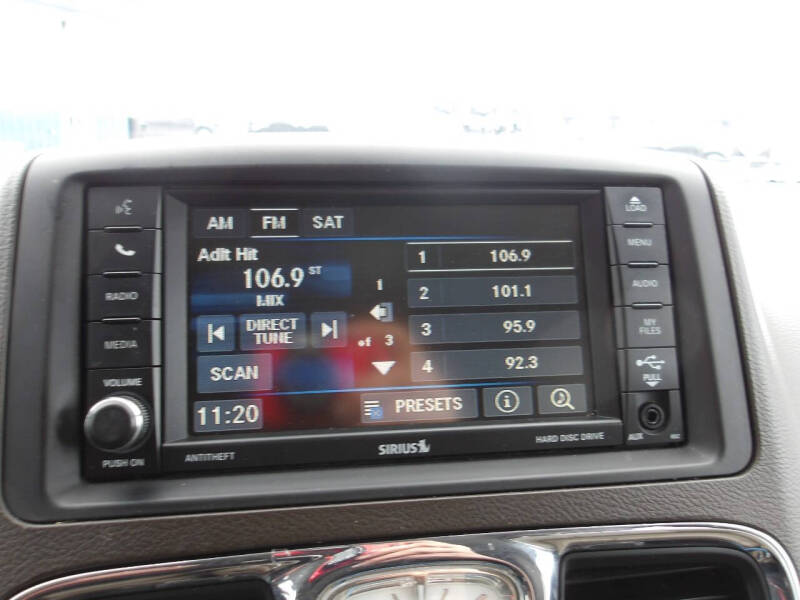 AM FM SAT
Adlt Hit
106.9 ST
MIX
DIRECT
TUNE
SCAN
11:20
1
of 3
1 106.9
2 101.1
3 95.9
4 92.3
PRESETS
RADIO
MEDIA
VOLUME
PUSH ON
ANTITHEFT
SIRIUS
HARD DISC DRIVE
LOAD
MENU
AUDIO
MY
FILES
PULL
AUX